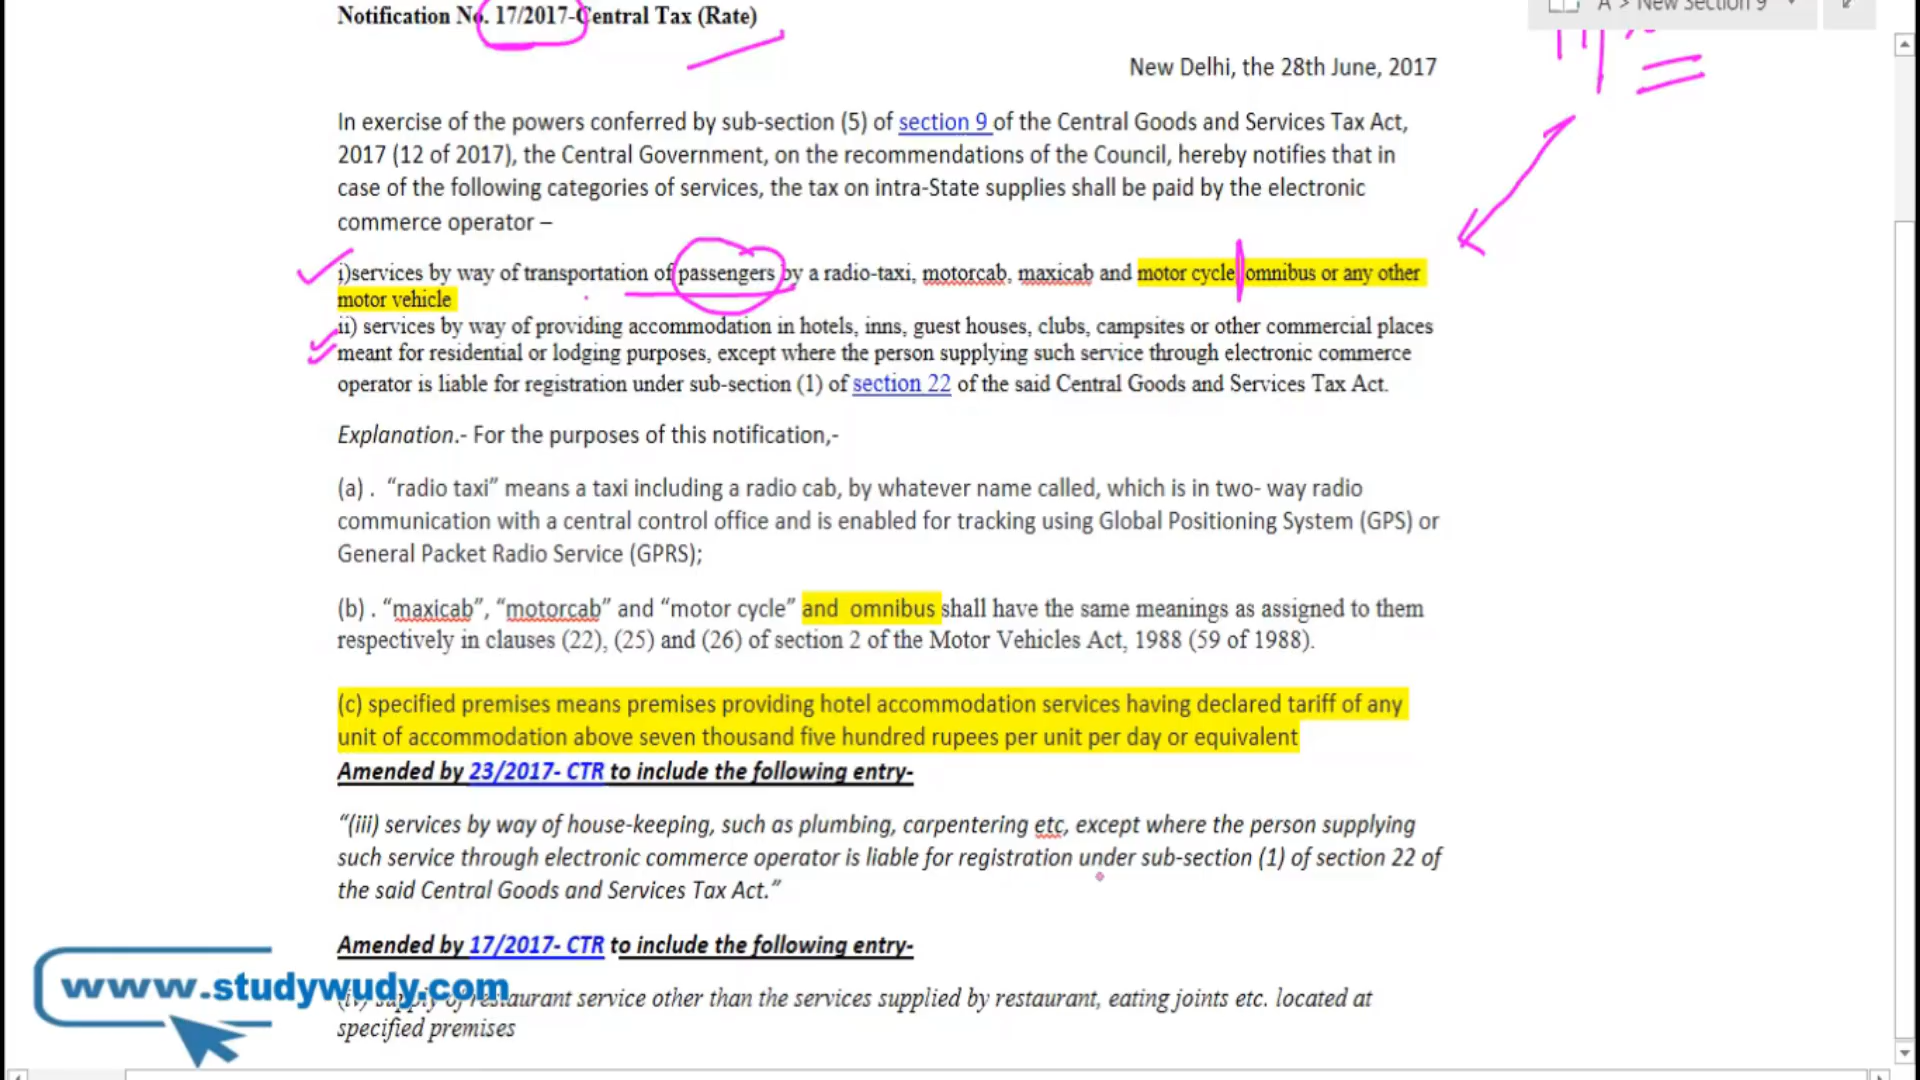 A > New Section 9
Notification No. 17/2017-Central Tax (Rate)
New Delhi, the 28th June, 2017
In exercise of the powers conferred by sub-section (5) of section 9 of the Central Goods and Services Tax Act,
2017 (12 of 2017), the Central Government, on the recommendations of the Council, hereby notifies that in
case of the following categories of services, the tax on intra-State supplies shall be paid by the electronic
commerce operator –
i)services by way of transportation of passengers by a radio-taxi, motorcab, maxicab and motor cycle omnibus or any other
motor vehicle
ii) services by way of providing accommodation in hotels, inns, guest houses, clubs, campsites or other commercial places
meant for residential or lodging purposes, except where the person supplying such service through electronic commerce
operator is liable for registration under sub-section (1) of section 22 of the said Central Goods and Services Tax Act.
Explanation.- For the purposes of this notification,-
(a) . “radio taxi” means a taxi including a radio cab, by whatever name called, which is in two- way radio
communication with a central control office and is enabled for tracking using Global Positioning System (GPS) or
General Packet Radio Service (GPRS);
(b) . “maxicab”, “motorcab” and “motor cycle” and omnibus shall have the same meanings as assigned to them
respectively in clauses (22), (25) and (26) of section 2 of the Motor Vehicles Act, 1988 (59 of 1988).
(c) specified premises means premises providing hotel accommodation services having declared tariff of any
unit of accommodation above seven thousand five hundred rupees per unit per day or equivalent
Amended by 23/2017- CTR to include the following entry-
“(iii) services by way of house-keeping, such as plumbing, carpentering etc, except where the person supplying
such service through electronic commerce operator is liable for registration under sub-section (1) of section 22 of
the said Central Goods and Services Tax Act.”
Amended by 17/2017- CTR to include the following entry-
(iv) supply of restaurant service other than the services supplied by restaurant, eating joints etc. located at
specified premises
www.studywudy.com